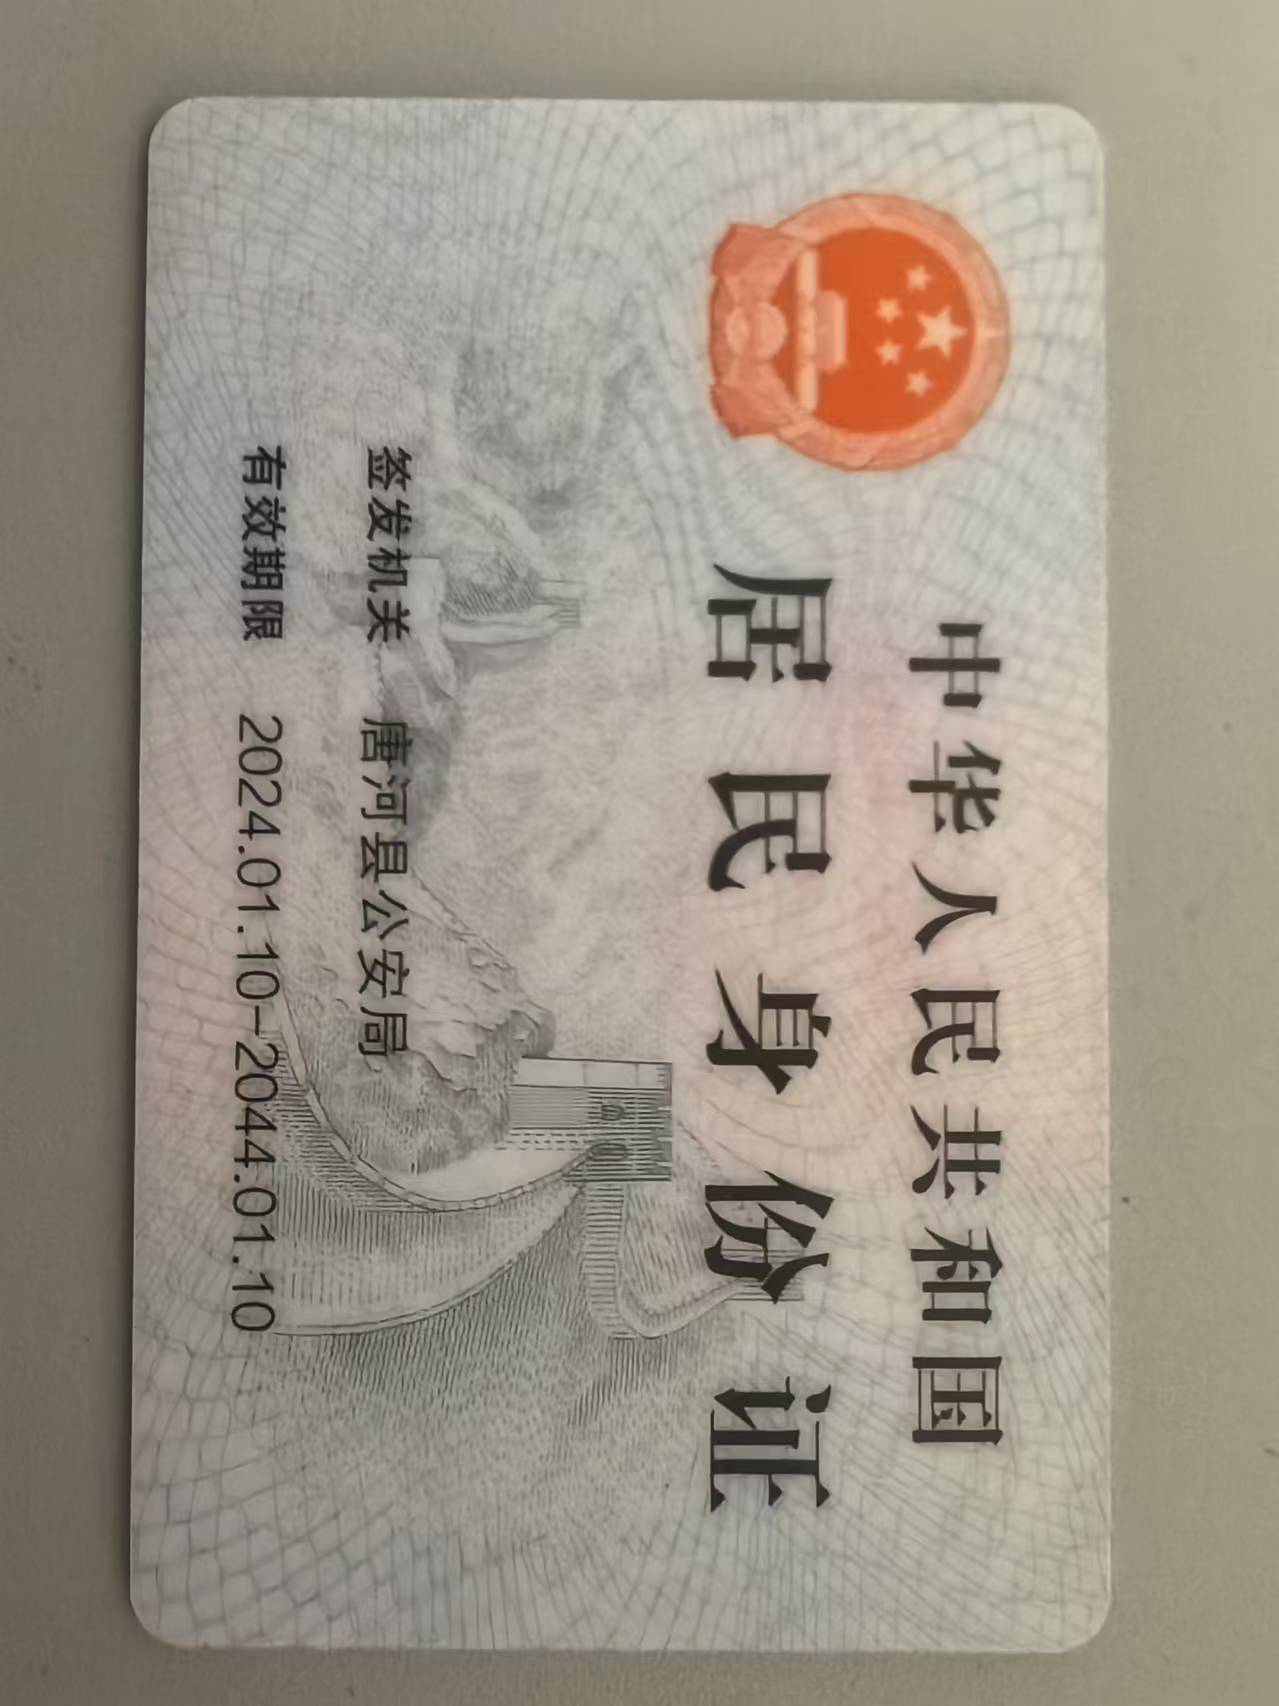 中华人民共和国
居民身份证
签发机关 唐河县公安局
有效期限 2024.01.10-2044.01.10